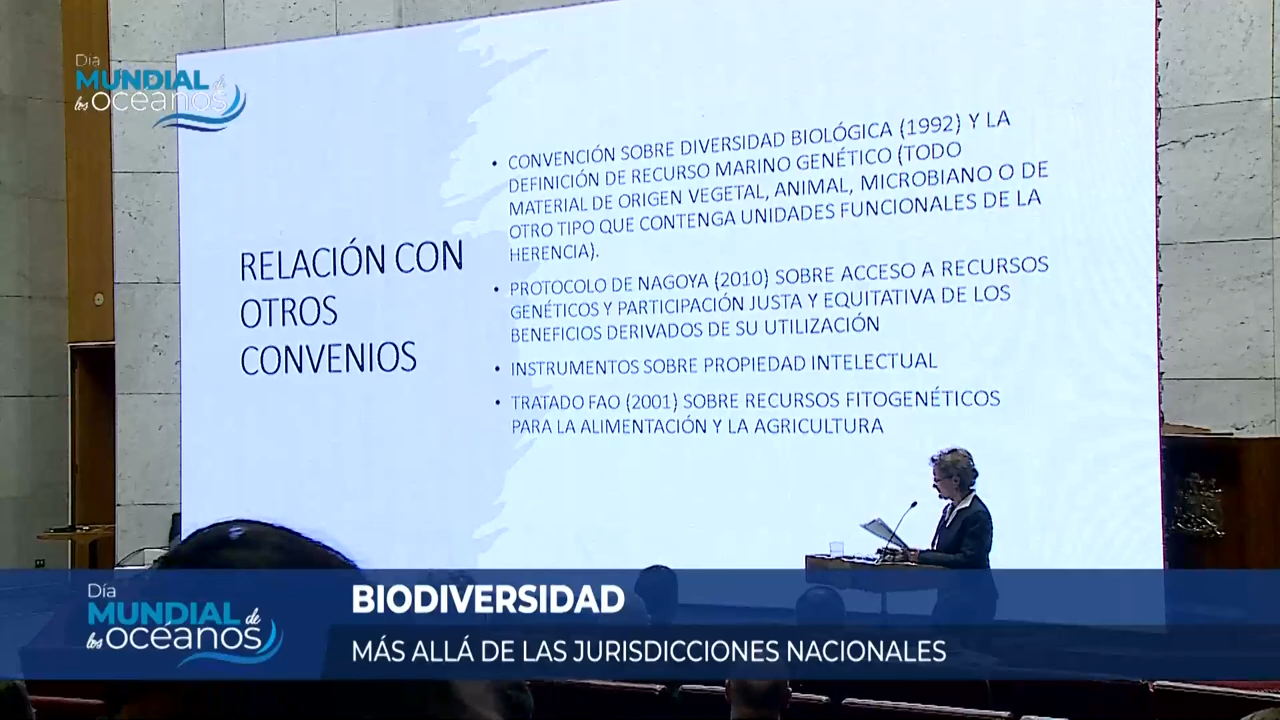 Día
MUNDIAL de
los océanos
RELACIÓN CON
OTROS
CONVENIOS
• CONVENCIÓN SOBRE DIVERSIDAD BIOLÓGICA (1992) Y LA
DEFINICIÓN DE RECURSO MARINO GENÉTICO (TODO
MATERIAL DE ORIGEN VEGETAL, ANIMAL, MICROBIANO O DE
OTRO TIPO QUE CONTENGA UNIDADES FUNCIONALES DE LA
HERENCIA).
• PROTOCOLO DE NAGOYA (2010) SOBRE ACCESO A RECURSOS
GENÉTICOS Y PARTICIPACIÓN JUSTA Y EQUITATIVA DE LOS
BENEFICIOS DERIVADOS DE SU UTILIZACIÓN
• INSTRUMENTOS SOBRE PROPIEDAD INTELECTUAL
• TRATADO FAO (2001) SOBRE RECURSOS FITOGENÉTICOS
PARA LA ALIMENTACIÓN Y LA AGRICULTURA
Día
MUNDIAL de
los océanos
BIODIVERSIDAD
MÁS ALLÁ DE LAS JURISDICCIONES NACIONALES